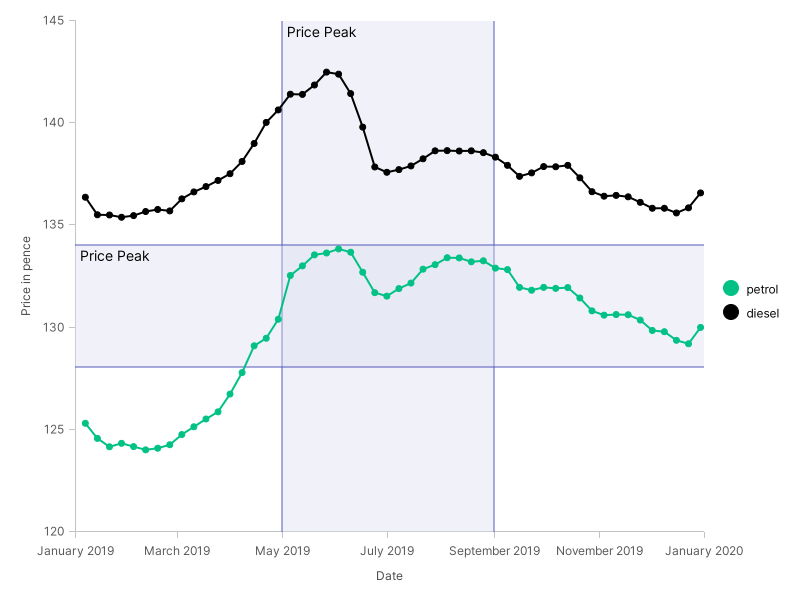 145
Price Peak
140
135
Price Peak
130
125
120
Price in pence
January 2019
March 2019
May 2019
July 2019
September 2019
November 2019
January 2020
Date
petrol
diesel